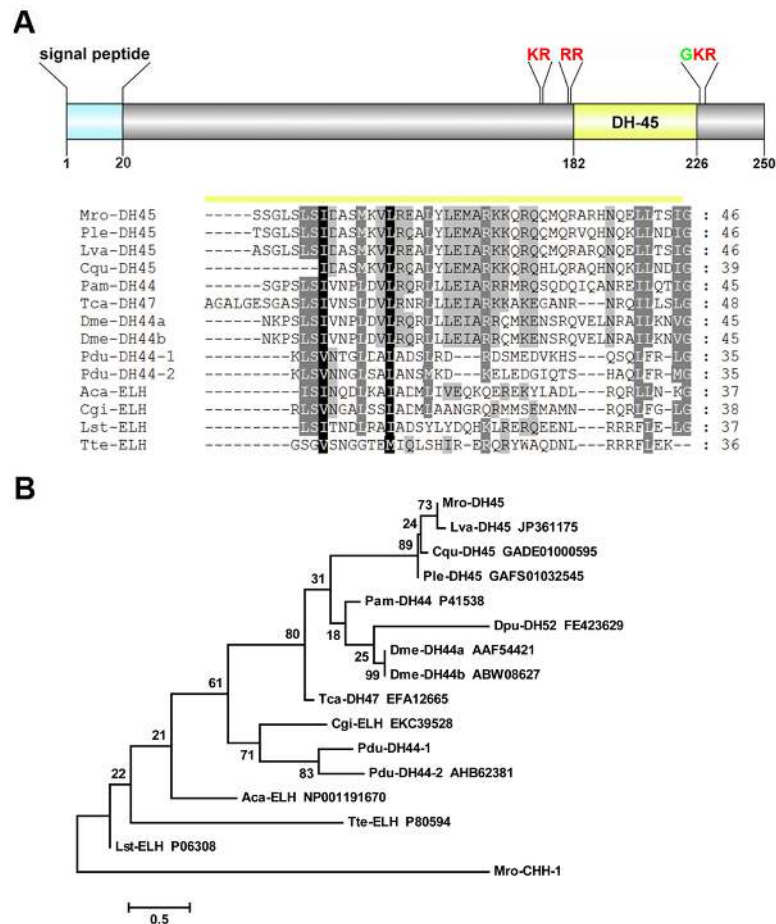 A
signal peptide
KR RR GKR
DH-45
1 20 182 226 250
Mro-DH45 -----SSGLSLSIDASMKVLREALYLEMARKKQRQQMQRARHNQELLTSIG : 46
Ple-DH45 -----TSGLSLSIDASMKVLRQALYLEIARKKQRQQMQRVQHNQKLLNDIG : 46
Lva-DH45 -----ASGLSLSIDASMKVLREALYLEIARKKQRQQMQRARQNQELLTSIG : 46
Cqu-DH45 ------------IDASMKVLRQALYLEIARKKQRQHLQRAQHNQKLLNDIG : 39
Pam-DH44 ------SGPSLSIVNPLDVLRQRLLLEIARRRMRQSQDQIQANREILQTIG : 45
Tca-DH47 AGALGESGASLSIVNSLDVLRNRLLLEIARKKAKEGANR---NRQILLSLG : 48
Dme-DH44a ------NKPSLSIVNPLDVLRQRLLLEIARRQMKENSRQVELNRAILKNVG : 45
Dme-DH44b ------NKPSLSIVNPLDVLRQRLLLEIARRQMKENSRQVELNRAILKNVG : 45
Pdu-DH44-1 ---------KLSVNTGLDALADSLRD---RDSMEDVKHS---QSQLFR-LG : 35
Pdu-DH44-2 ---------KLSVNNGLSALANSMKD---KELEDGIQTS---HAQLFR-MG : 35
Aca-ELH ----------ISINQDLKAIADMLIVEQKQEREKYLADL---RQRLLN-KG : 37
Cgi-ELH ---------RLSVNGALSSLADMLAANGRQRMMSEMAMN---RQRLFG-LG : 38
Lst-ELH ----------LSITNDLRAIADSYLYDQHKLRERQEENL---RRRFLE-LG : 37
Tte-ELH ---------GSGVSNGGTEMIQLSHIR-ERQRYWAQDNL---RRRFLEK-- : 36
B
73 Mro-DH45
24 Lva-DH45 JP361175
89 Cqu-DH45 GADE01000595
Ple-DH45 GAFS01032545
31
Pam-DH44 P41538
18 Dpu-DH52 FE423629
80 25 Dme-DH44a AAF54421
99 Dme-DH44b ABW08627
61 Tca-DH47 EFA12665
Cgi-ELH EKC39528
71 Pdu-DH44-1
21 83 Pdu-DH44-2 AHB62381
22 Aca-ELH NP001191670
Tte-ELH P80594
Lst-ELH P06308
Mro-CHH-1
0.5